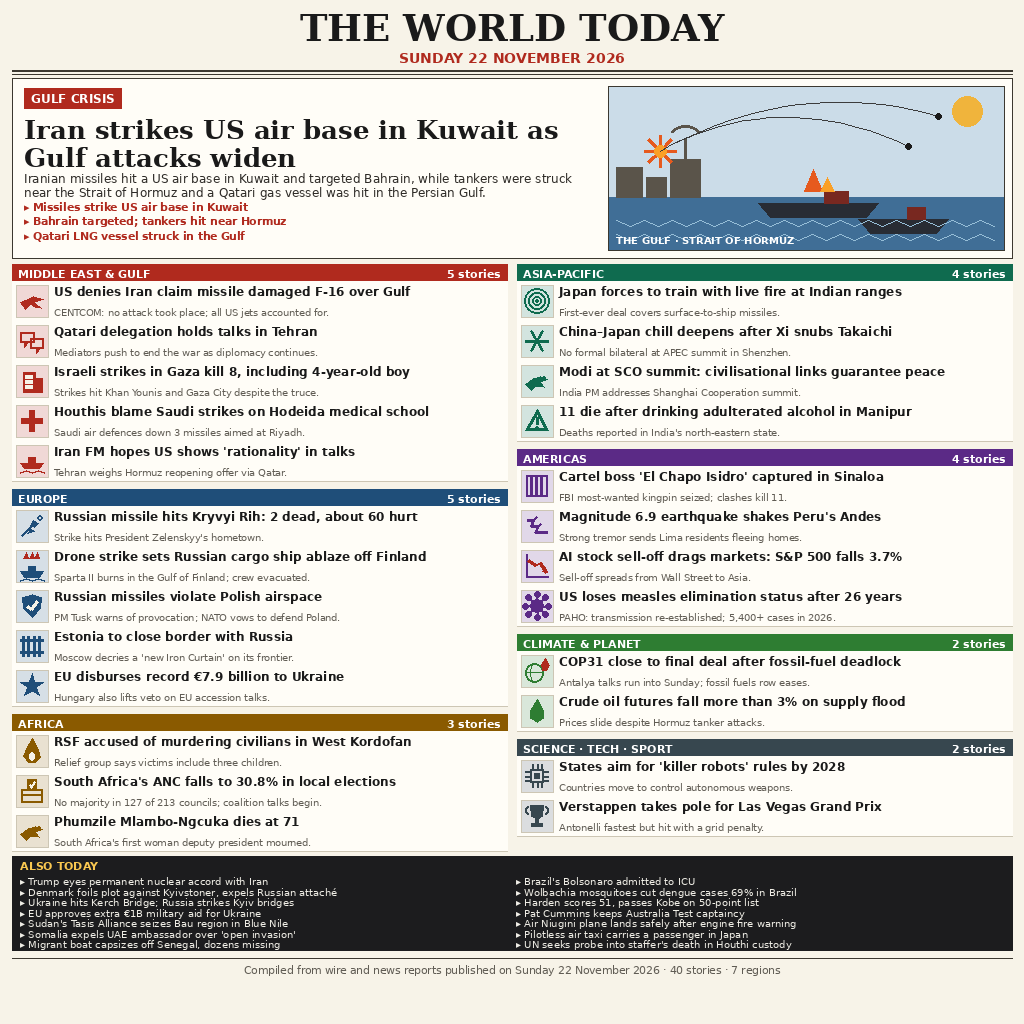 THE WORLD TODAY
SUNDAY 22 NOVEMBER 2026
GULF CRISIS
Iran strikes US air base in Kuwait as
Gulf attacks widen
Iranian missiles hit a US air base in Kuwait and targeted Bahrain, while tankers were struck
near the Strait of Hormuz and a Qatari gas vessel was hit in the Persian Gulf.
▸ Missiles strike US air base in Kuwait
▸ Bahrain targeted; tankers hit near Hormuz
▸ Qatari LNG vessel struck in the Gulf
THE GULF · STRAIT OF HORMUZ
MIDDLE EAST & GULF 5 stories
US denies Iran claim missile damaged F-16 over Gulf
CENTCOM: no attack took place; all US jets accounted for.
Qatari delegation holds talks in Tehran
Mediators push to end the war as diplomacy continues.
Israeli strikes in Gaza kill 8, including 4-year-old boy
Strikes hit Khan Younis and Gaza City despite the truce.
Houthis blame Saudi strikes on Hodeida medical school
Saudi air defences down 3 missiles aimed at Riyadh.
Iran FM hopes US shows 'rationality' in talks
Tehran weighs Hormuz reopening offer via Qatar.
EUROPE 5 stories
Russian missile hits Kryvyi Rih: 2 dead, about 60 hurt
Strike hits President Zelenskyy's hometown.
Drone strike sets Russian cargo ship ablaze off Finland
Sparta II burns in the Gulf of Finland; crew evacuated.
Russian missiles violate Polish airspace
PM Tusk warns of provocation; NATO vows to defend Poland.
Estonia to close border with Russia
Moscow decries a 'new Iron Curtain' on its frontier.
EU disburses record €7.9 billion to Ukraine
Hungary also lifts veto on EU accession talks.
AFRICA 3 stories
RSF accused of murdering civilians in West Kordofan
Relief group says victims include three children.
South Africa's ANC falls to 30.8% in local elections
No majority in 127 of 213 councils; coalition talks begin.
Phumzile Mlambo-Ngcuka dies at 71
South Africa's first woman deputy president mourned.
ASIA-PACIFIC 4 stories
Japan forces to train with live fire at Indian ranges
First-ever deal covers surface-to-ship missiles.
China–Japan chill deepens after Xi snubs Takaichi
No formal bilateral at APEC summit in Shenzhen.
Modi at SCO summit: civilisational links guarantee peace
India PM addresses Shanghai Cooperation summit.
11 die after drinking adulterated alcohol in Manipur
Deaths reported in India's north-eastern state.
AMERICAS 4 stories
Cartel boss 'El Chapo Isidro' captured in Sinaloa
FBI most-wanted kingpin seized; clashes kill 11.
Magnitude 6.9 earthquake shakes Peru's Andes
Strong tremor sends Lima residents fleeing homes.
AI stock sell-off drags markets: S&P 500 falls 3.7%
Sell-off spreads from Wall Street to Asia.
US loses measles elimination status after 26 years
PAHO: transmission re-established; 5,400+ cases in 2026.
CLIMATE & PLANET 2 stories
COP31 close to final deal after fossil-fuel deadlock
Antalya talks run into Sunday; fossil fuels row eases.
Crude oil futures fall more than 3% on supply flood
Prices slide despite Hormuz tanker attacks.
SCIENCE · TECH · SPORT 2 stories
States aim for 'killer robots' rules by 2028
Countries move to control autonomous weapons.
Verstappen takes pole for Las Vegas Grand Prix
Antonelli fastest but hit with a grid penalty.
ALSO TODAY
▸ Trump eyes permanent nuclear accord with Iran
▸ Denmark foils plot against Kyivstoner, expels Russian attaché
▸ Ukraine hits Kerch Bridge; Russia strikes Kyiv bridges
▸ EU approves extra €1B military aid for Ukraine
▸ Sudan's Tasis Alliance seizes Bau region in Blue Nile
▸ Somalia expels UAE ambassador over 'open invasion'
▸ Migrant boat capsizes off Senegal, dozens missing
▸ Brazil's Bolsonaro admitted to ICU
▸ Wolbachia mosquitoes cut dengue cases 69% in Brazil
▸ Harden scores 51, passes Kobe on 50-point list
▸ Pat Cummins keeps Australia Test captaincy
▸ Air Niugini plane lands safely after engine fire warning
▸ Pilotless air taxi carries a passenger in Japan
▸ UN seeks probe into staffer's death in Houthi custody
Compiled from wire and news reports published on Sunday 22 November 2026 · 40 stories · 7 regions